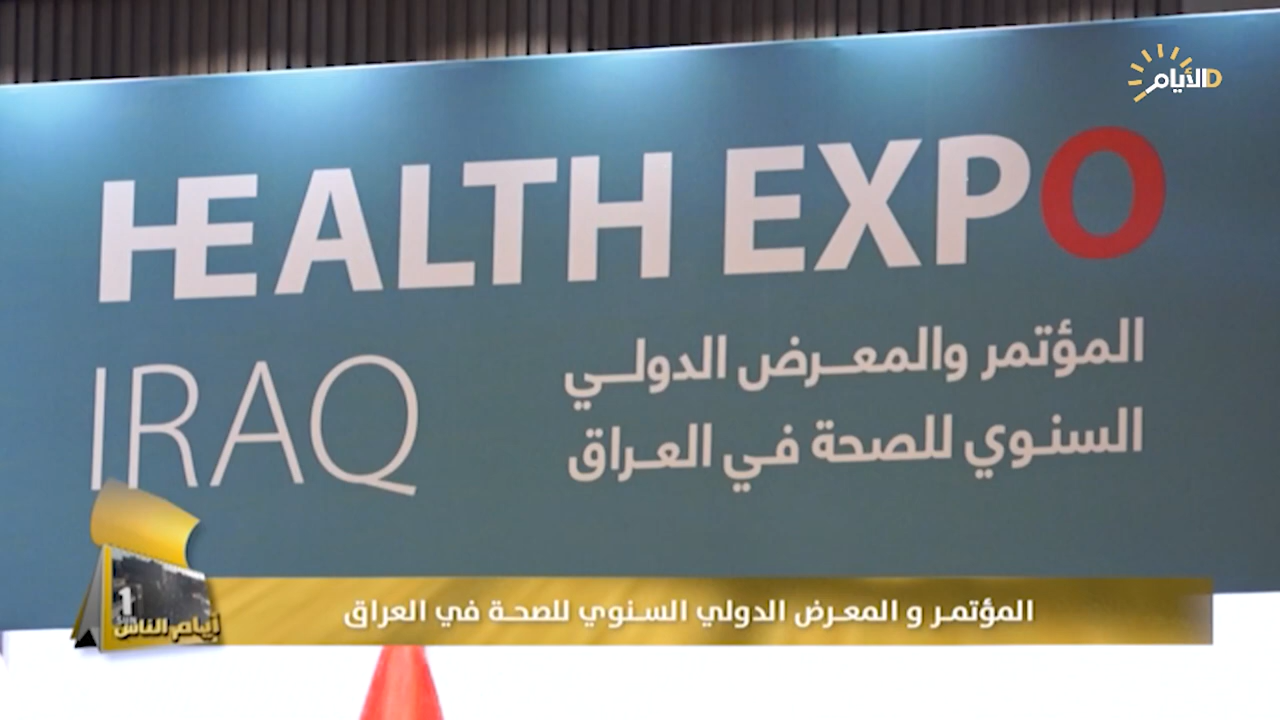 الأيام
HEALTH EXPO
IRAQ
المؤتمر والمعرض الدولي
السنوي للصحة في العراق
المؤتمر و المعرض الدولي السنوي للصحة في العراق
1
أيام الناس